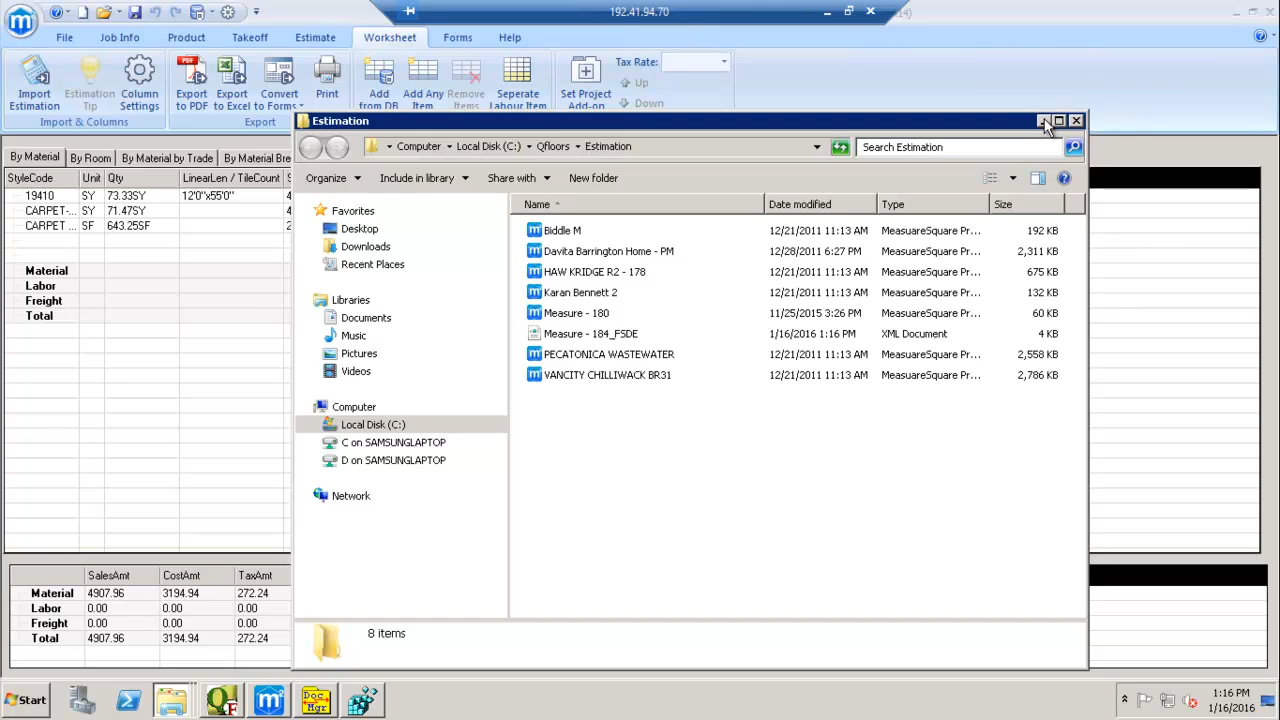 192.41.94.70
14)
File Job Info Product Takeoff Estimate Worksheet Forms Help
Import Estimation
Estimation Tip
Column Settings
Export to PDF
Export to Excel
Convert to Forms
Print
Add from DB
Add Any Item
Remove Items
Seperate Labour Item
Set Project Add-on
Tax Rate:
Up
Down
Import & Columns
Export
By Material By Room By Material by Trade By Material Bre
StyleCode Unit Qty LinearLen / TileCount S
19410 SY 73.33SY 12'0"x55'0"
CARPET-... SY 71.47SY 4
CARPET ... SF 643.25SF 2
Material
Labor
Freight
Total
SalesAmt CostAmt TaxAmt
Material 4907.96 3194.94 272.24
Labor 0.00 0.00 0.00
Freight 0.00 0.00 0.00
Total 4907.96 3194.94 272.24
Estimation
Computer Local Disk (C:) Qfloors Estimation
Search Estimation
Organize Include in library Share with New folder
Favorites
Desktop
Downloads
Recent Places
Libraries
Documents
Music
Pictures
Videos
Computer
Local Disk (C:)
C on SAMSUNGLAPTOP
D on SAMSUNGLAPTOP
Network
Name Date modified Type Size
Biddle M 12/21/2011 11:13 AM MeasuareSquare Pr... 192 KB
Davita Barrington Home - PM 12/28/2011 6:27 PM MeasuareSquare Pr... 2,311 KB
HAW KRIDGE R2 - 178 12/21/2011 11:13 AM MeasuareSquare Pr... 675 KB
Karan Bennett 2 12/21/2011 11:13 AM MeasuareSquare Pr... 132 KB
Measure - 180 11/25/2015 3:26 PM MeasuareSquare Pr... 60 KB
Measure - 184_FSDE 1/16/2016 1:16 PM XML Document 4 KB
PECATONICA WASTEWATER 12/21/2011 11:13 AM MeasuareSquare Pr... 2,558 KB
VANCITY CHILLIWACK BR31 12/21/2011 11:13 AM MeasuareSquare Pr... 2,786 KB
8 items
Start
Doc Mgr
1:16 PM
1/16/2016